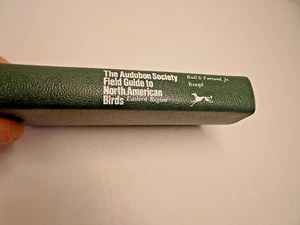 The Audubon Society
Field Guide to
North American
Birds Eastern Region
Bull & Farrand, Jr.
Knopf